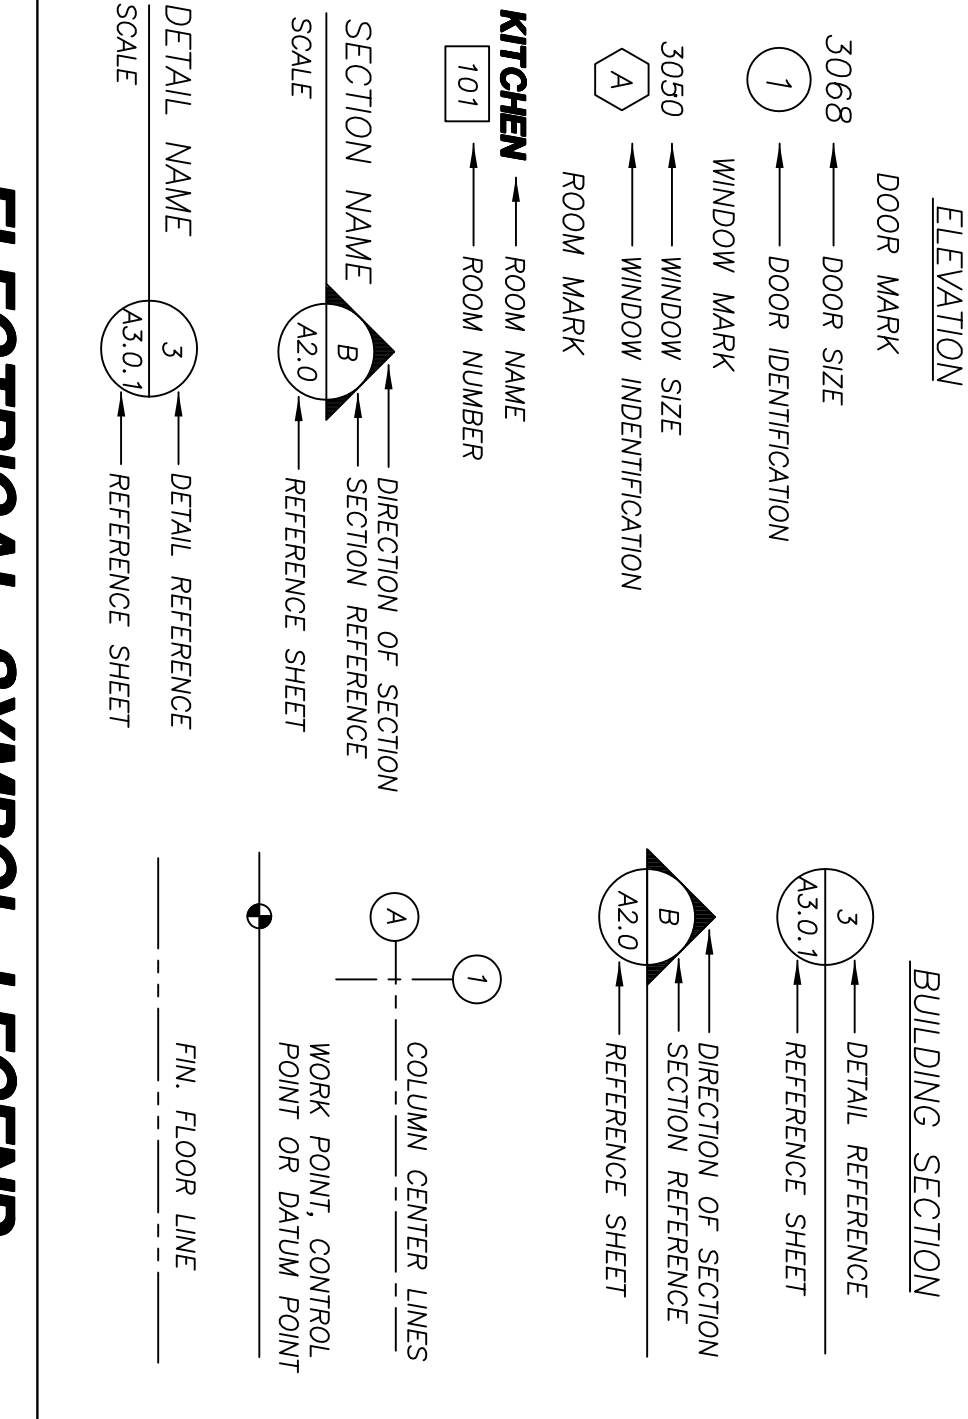 ELEVATION
DOOR MARK
3068 DOOR SIZE
1 DOOR IDENTIFICATION
WINDOW MARK
3050 WINDOW SIZE
A WINDOW INDENTIFICATION
ROOM MARK
KITCHEN ROOM NAME
101 ROOM NUMBER
SECTION NAME
SCALE
B
A2.0
DIRECTION OF SECTION
SECTION REFERENCE
REFERENCE SHEET
DETAIL NAME
SCALE
3
A3.0.1
DETAIL REFERENCE
REFERENCE SHEET
BUILDING SECTION
3
A3.0.1
DETAIL REFERENCE
REFERENCE SHEET
B
A2.0
DIRECTION OF SECTION
SECTION REFERENCE
REFERENCE SHEET
1
A
COLUMN CENTER LINES
WORK POINT, CONTROL
POINT OR DATUM POINT
FIN. FLOOR LINE
ELECTRICAL SYMBOL LEGEND